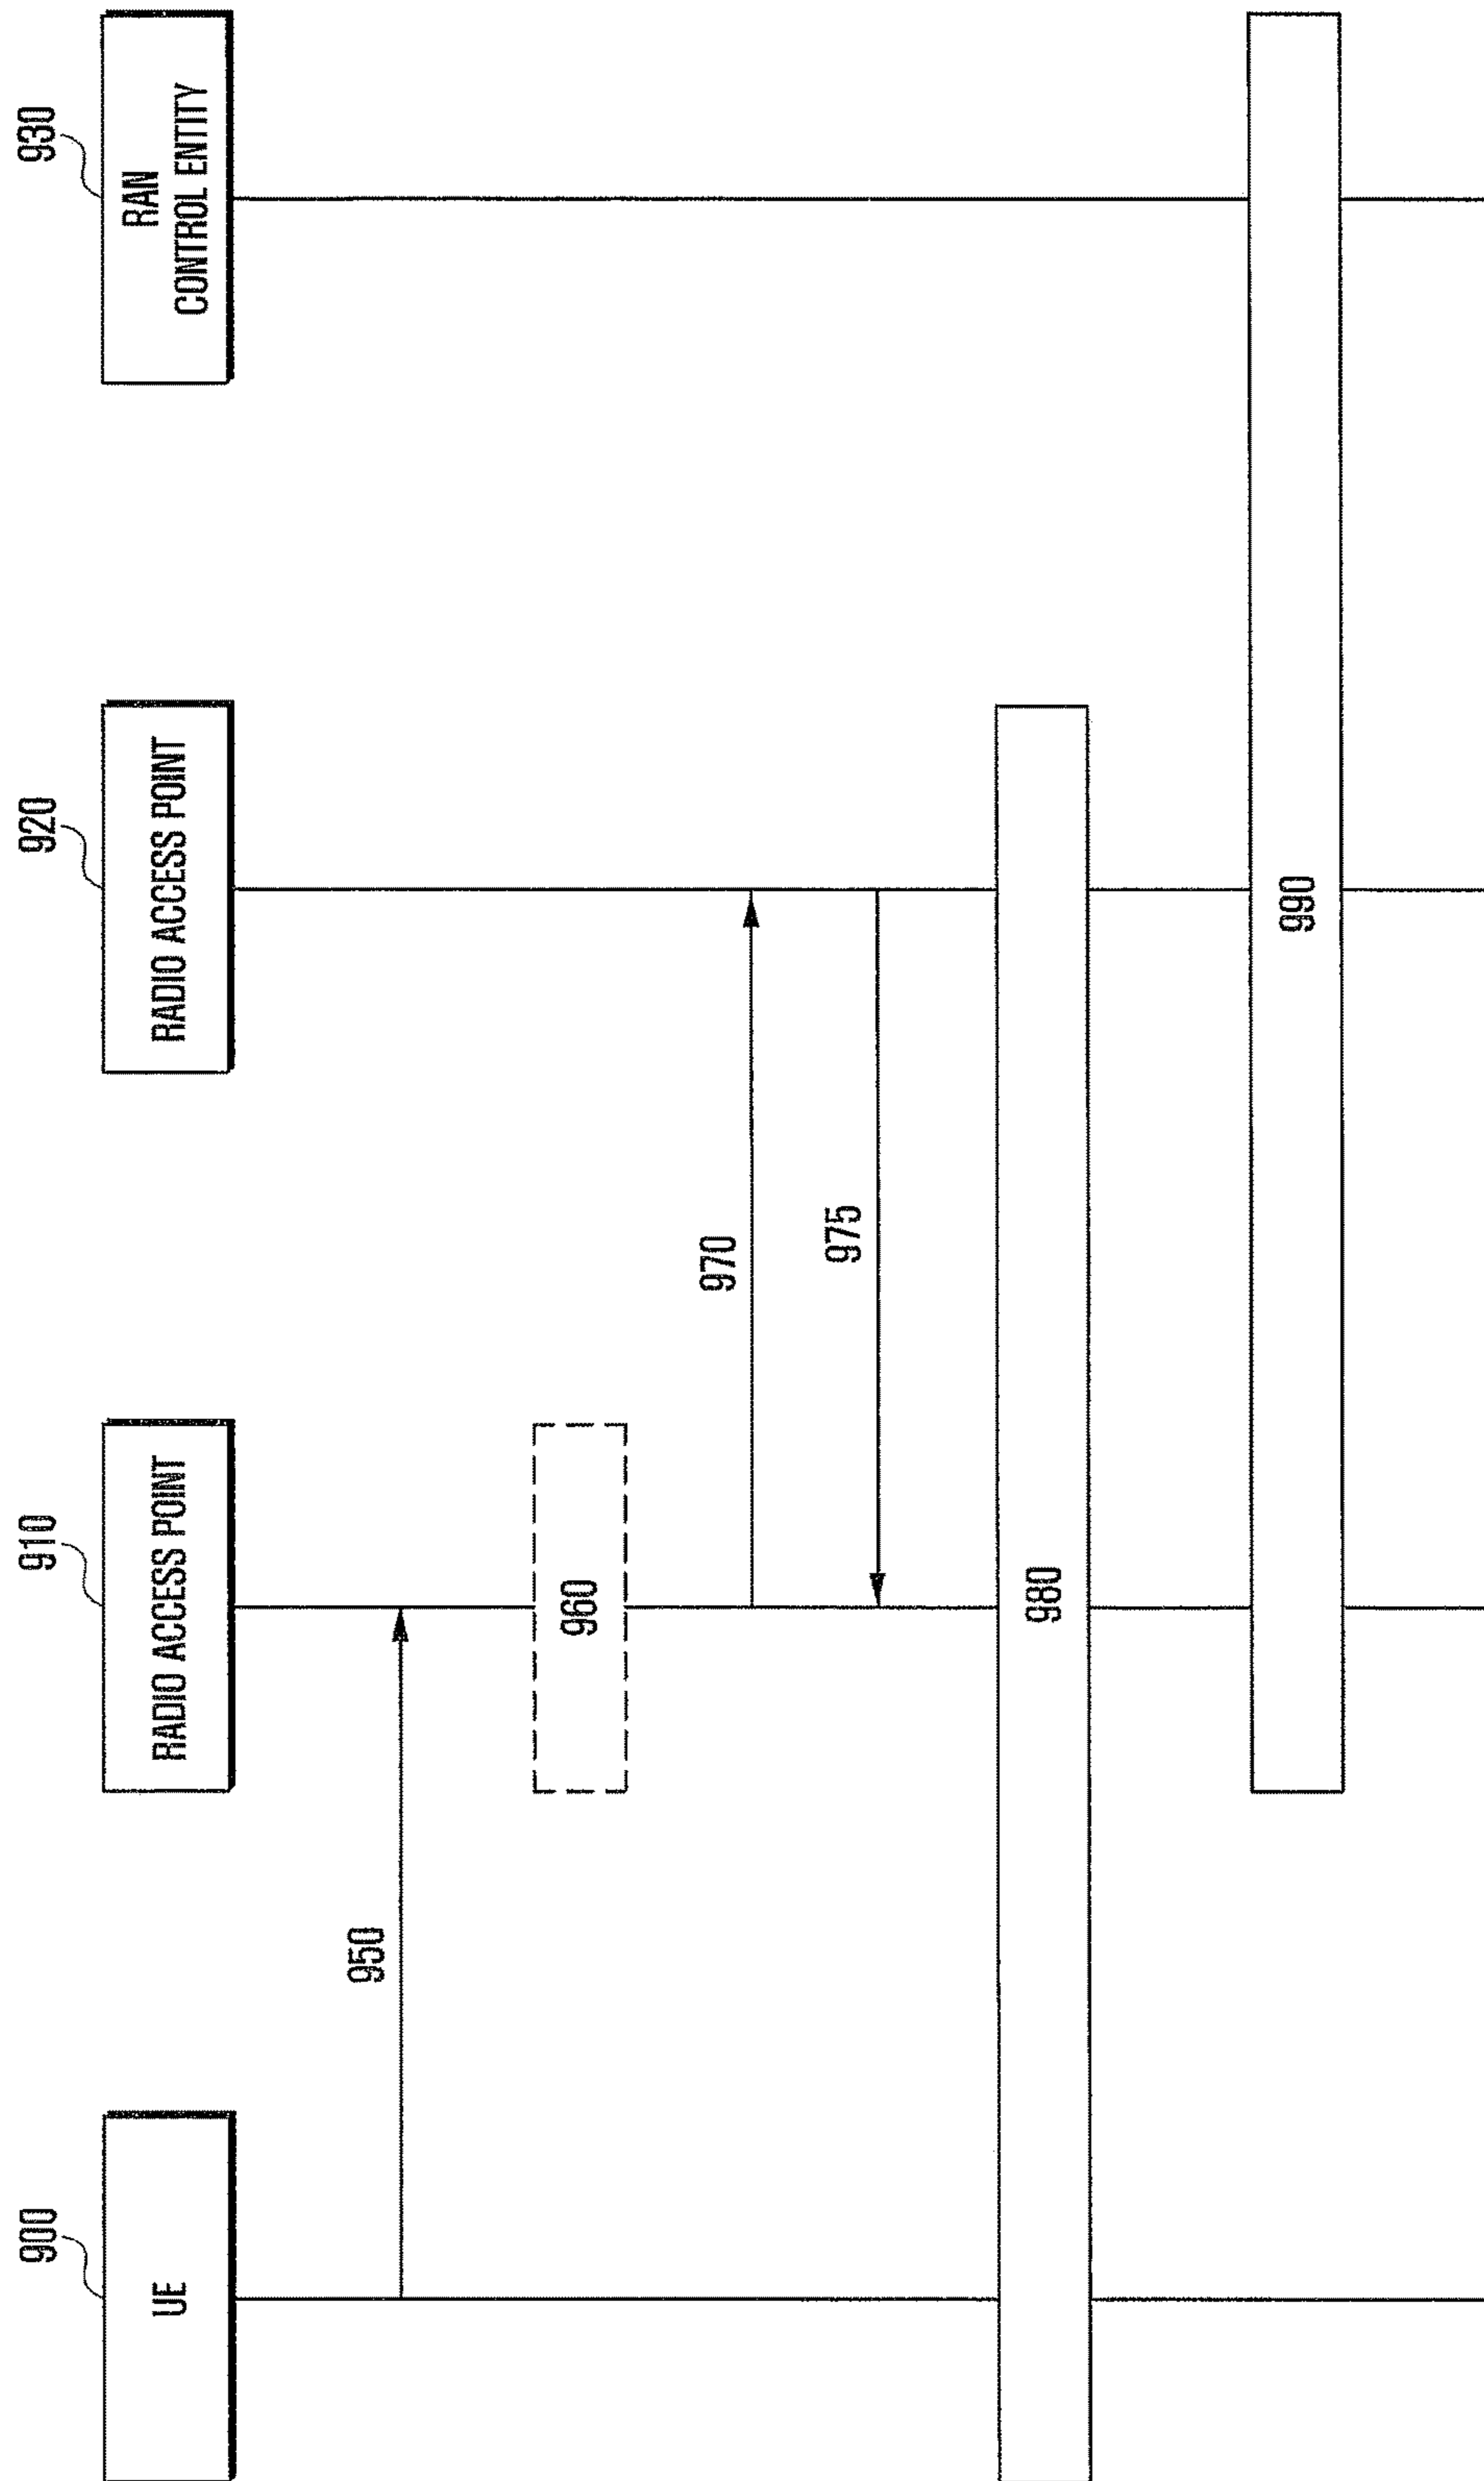 900
910
920
930
UE
RADIO ACCESS POINT
RADIO ACCESS POINT
RAN
CONTROL ENTITY
950
960
970
975
980
990